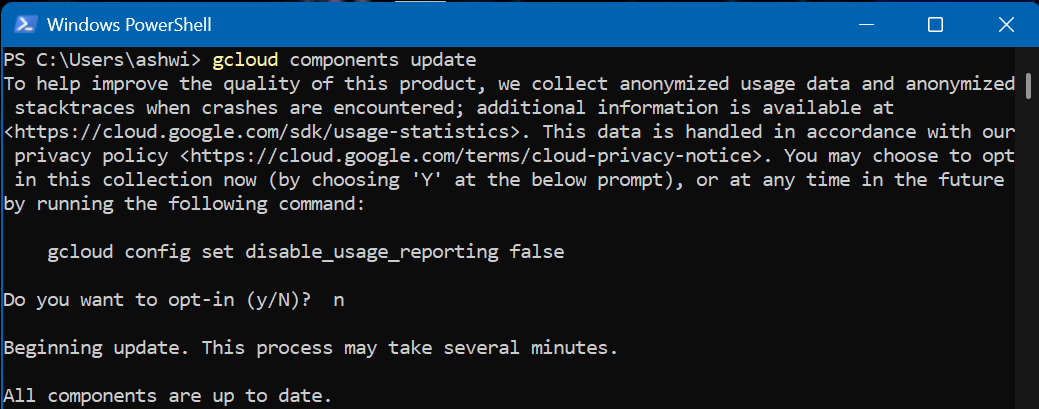 Windows PowerShell
PS C:\Users\ashwi> gcloud components update
To help improve the quality of this product, we collect anonymized usage data and anonymized
stacktraces when crashes are encountered; additional information is available at
<https://cloud.google.com/sdk/usage-statistics>. This data is handled in accordance with our
privacy policy <https://cloud.google.com/terms/cloud-privacy-notice>. You may choose to opt
in this collection now (by choosing 'Y' at the below prompt), or at any time in the future
by running the following command:
gcloud config set disable_usage_reporting false
Do you want to opt-in (y/N)?  n
Beginning update. This process may take several minutes.
All components are up to date.